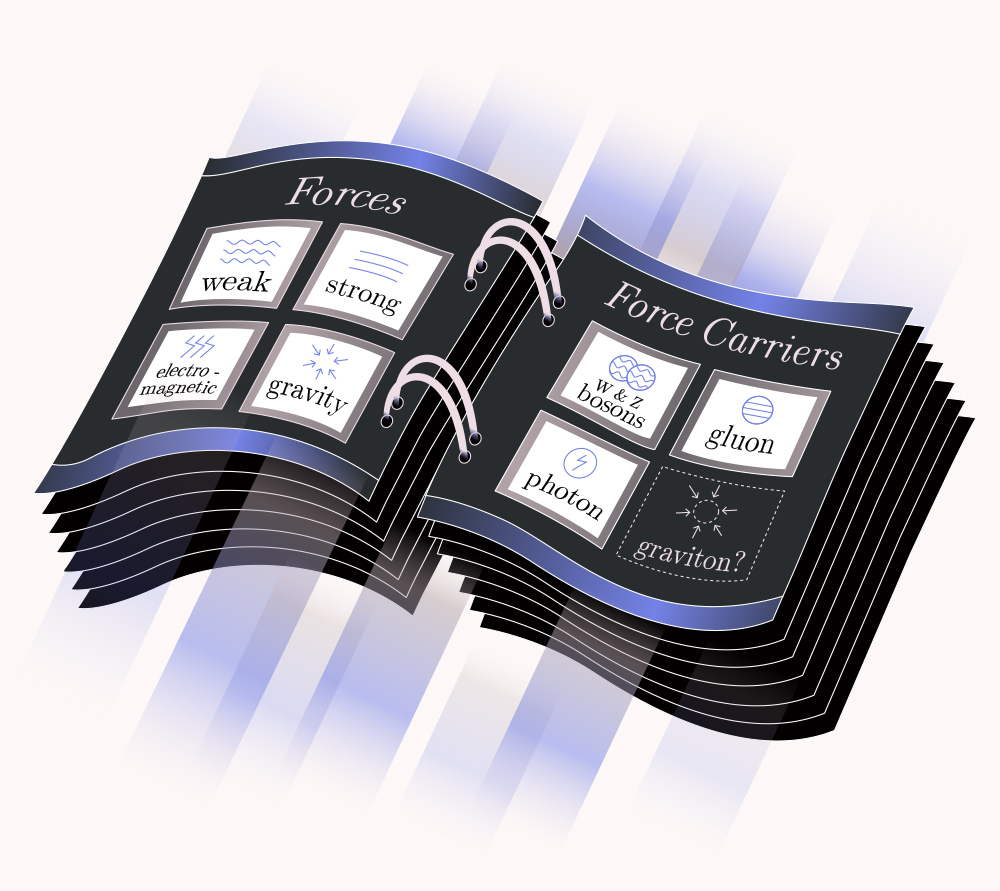 Forces
weak
strong
electro -
magnetic
gravity
Force Carriers
W & Z
bosons
gluon
photon
graviton?